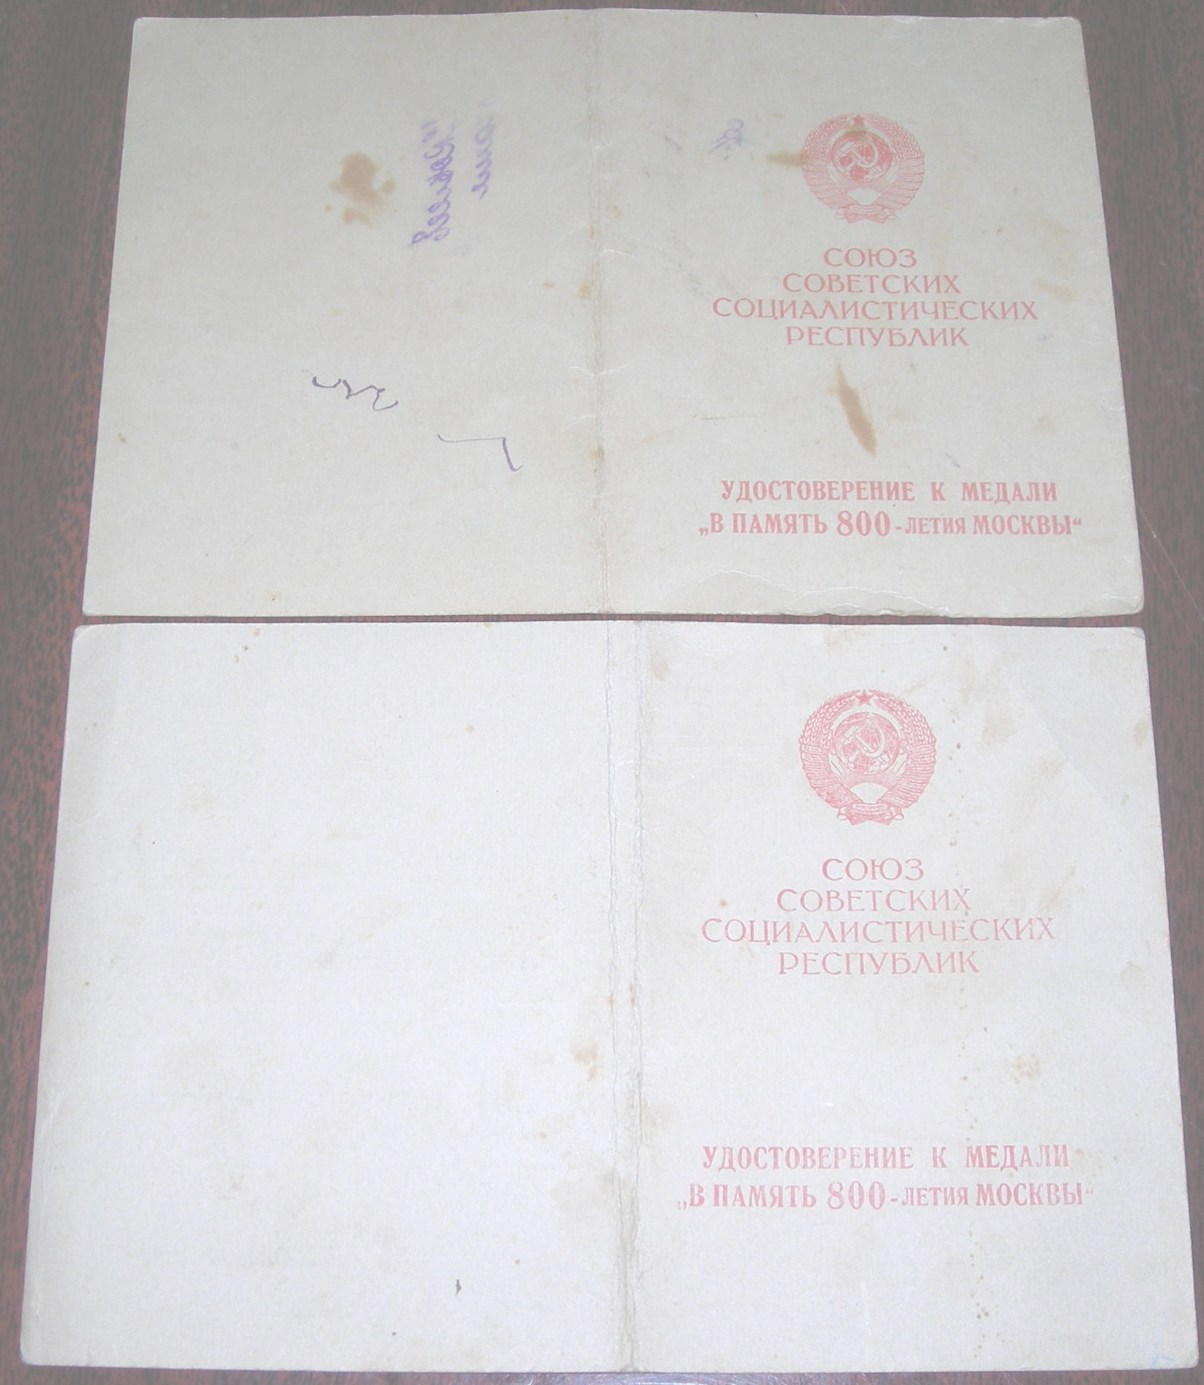 СОЮЗ
СОВЕТСКИХ
СОЦИАЛИСТИЧЕСКИХ
РЕСПУБЛИК
УДОСТОВЕРЕНИЕ К МЕДАЛИ
„В ПАМЯТЬ 800-ЛЕТИЯ МОСКВЫ“
СОЮЗ
СОВЕТСКИХ
СОЦИАЛИСТИЧЕСКИХ
РЕСПУБЛИК
УДОСТОВЕРЕНИЕ К МЕДАЛИ
„В ПАМЯТЬ 800-ЛЕТИЯ МОСКВЫ“